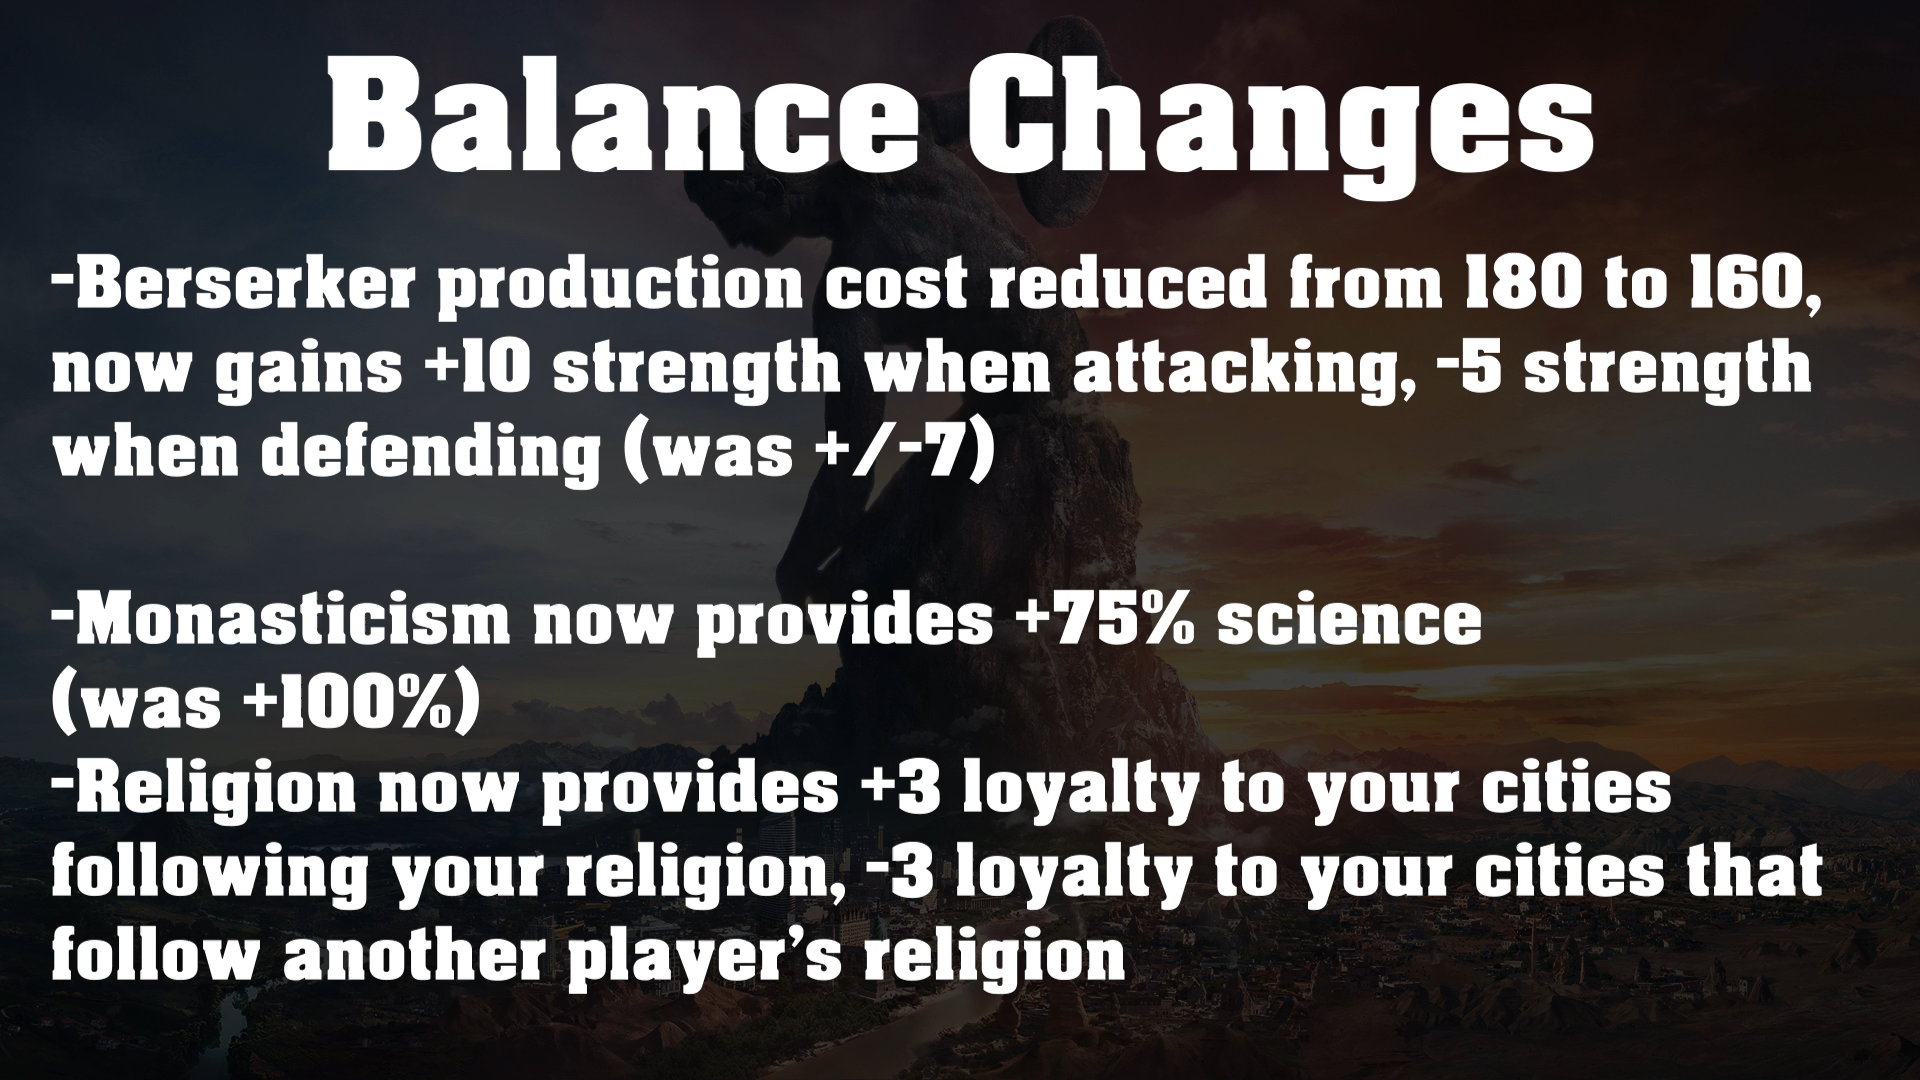 Balance Changes
-Berserker production cost reduced from 180 to 160,
now gains +10 strength when attacking, -5 strength
when defending (was +/-7)
-Monasticism now provides +75% science
(was +100%)
-Religion now provides +3 loyalty to your cities
following your religion, -3 loyalty to your cities that
follow another player’s religion